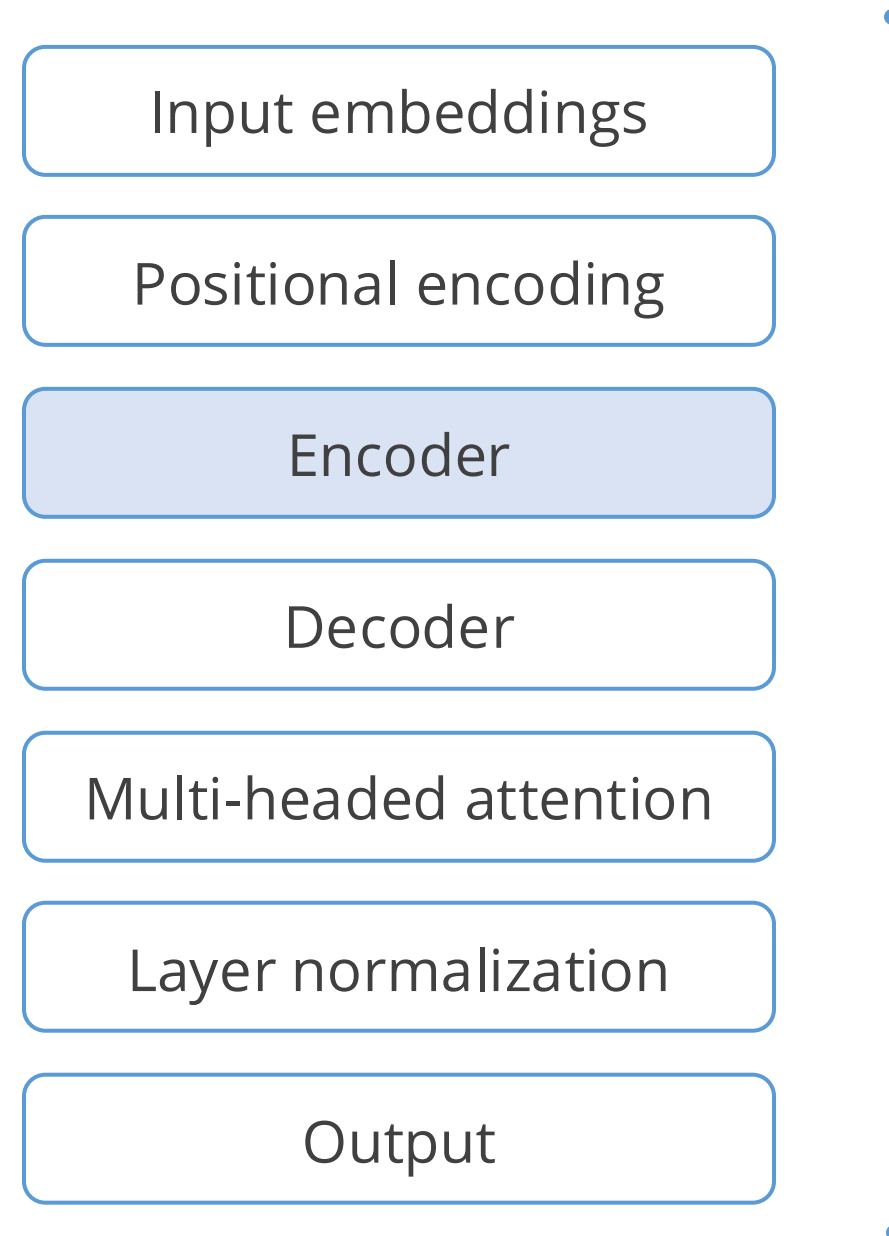 Input embeddings
Positional encoding
Encoder
Decoder
Multi-headed attention
Layer normalization
Output